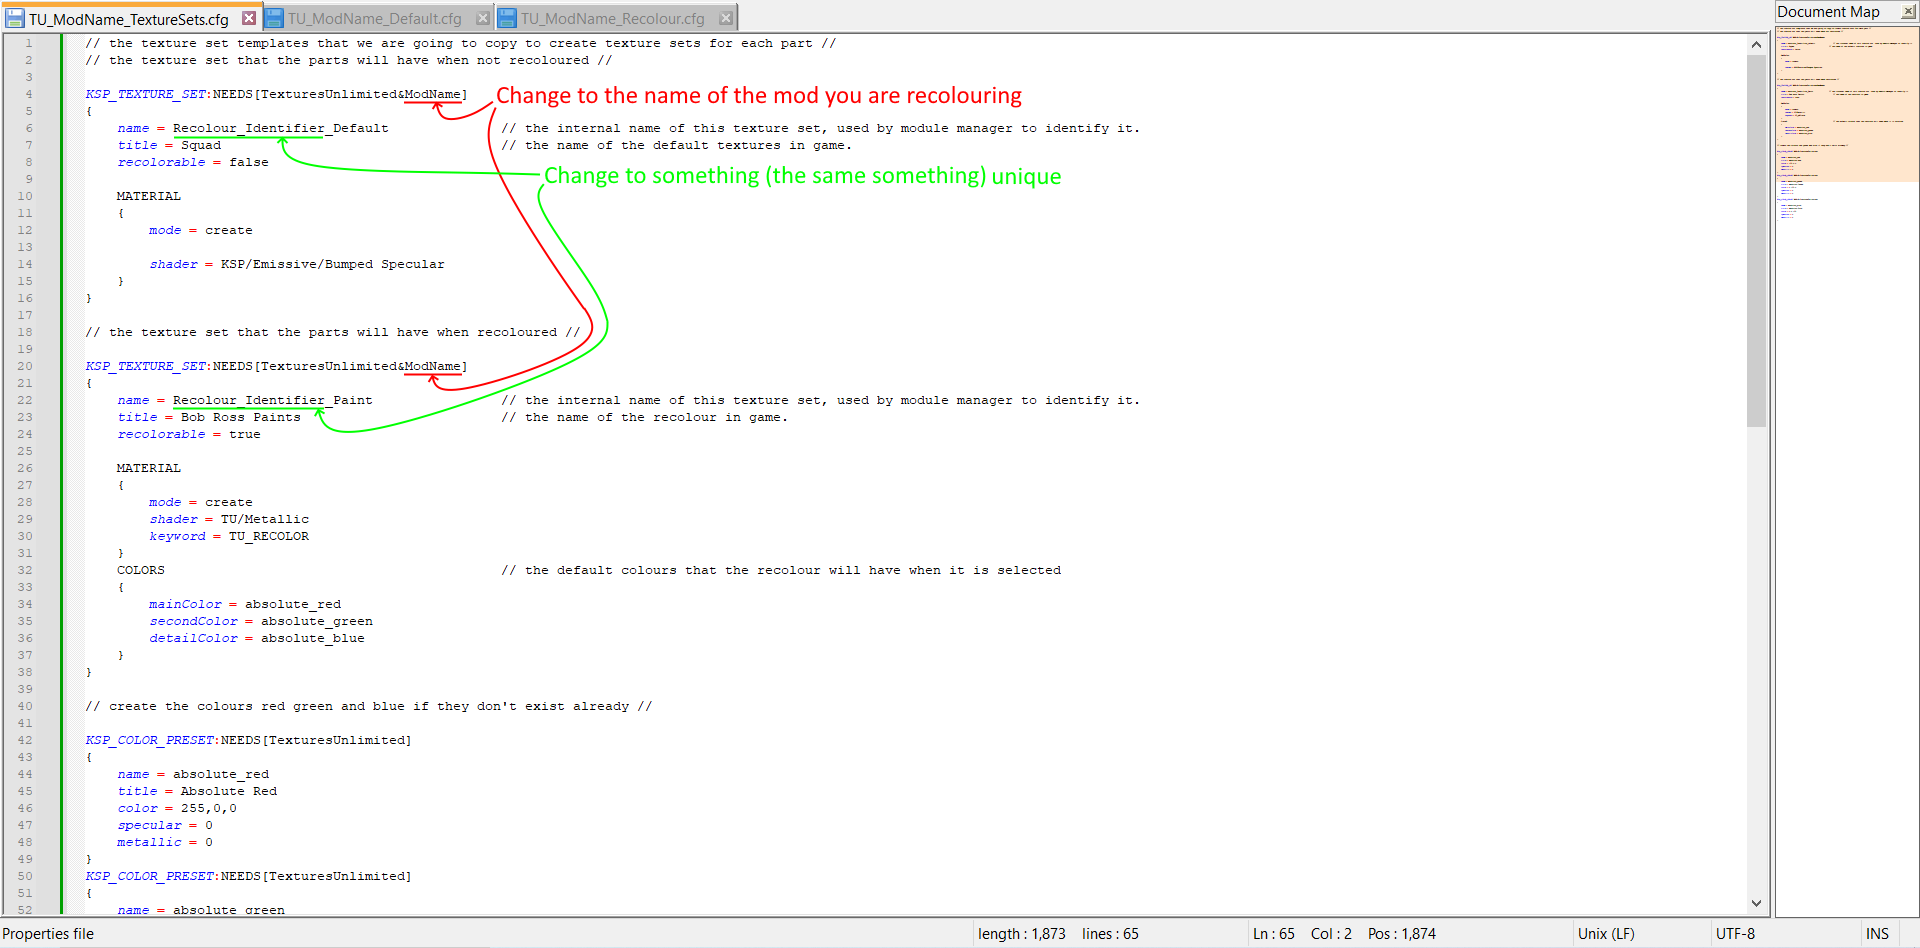 TU_ModName_TextureSets.cfg TU_ModName_Default.cfg TU_ModName_Recolour.cfg
Document Map
1 // the texture set templates that we are going to copy to create texture sets for each part //
2 // the texture set that the parts will have when not recoloured //
3
4 KSP_TEXTURE_SET:NEEDS[TexturesUnlimited&ModName]
Change to the name of the mod you are recolouring
5 {
6 name = Recolour_Identifier_Default // the internal name of this texture set, used by module manager to identify it.
7 title = Squad // the name of the default textures in game.
8 recolorable = false
Change to something (the same something) unique
9
10 MATERIAL
11 {
12 mode = create
13
14 shader = KSP/Emissive/Bumped Specular
15 }
16 }
17
18 // the texture set that the parts will have when recoloured //
19
20 KSP_TEXTURE_SET:NEEDS[TexturesUnlimited&ModName]
21 {
22 name = Recolour_Identifier_Paint // the internal name of this texture set, used by module manager to identify it.
23 title = Bob Ross Paints // the name of the recolour in game.
24 recolorable = true
25
26 MATERIAL
27 {
28 mode = create
29 shader = TU/Metallic
30 keyword = TU_RECOLOR
31 }
32 COLORS // the default colours that the recolour will have when it is selected
33 {
34 mainColor = absolute_red
35 secondColor = absolute_green
36 detailColor = absolute_blue
37 }
38 }
39
40 // create the colours red green and blue if they don't exist already //
41
42 KSP_COLOR_PRESET:NEEDS[TexturesUnlimited]
43 {
44 name = absolute_red
45 title = Absolute Red
46 color = 255,0,0
47 specular = 0
48 metallic = 0
49 }
50 KSP_COLOR_PRESET:NEEDS[TexturesUnlimited]
51 {
52 name = absolute_green
Properties file length : 1,873 lines : 65 Ln : 65 Col : 2 Pos : 1,874 Unix (LF) UTF-8 INS